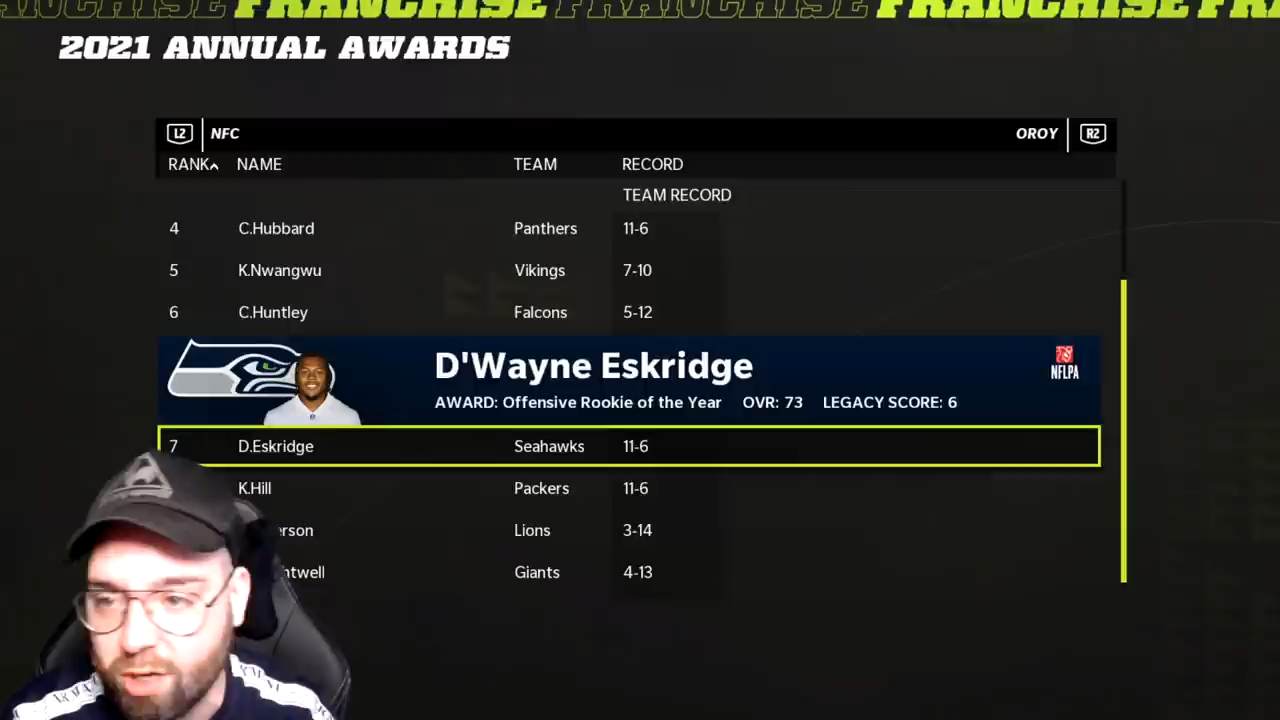 FRANCHISE FRANCHISE FRANCHISE
2021 ANNUAL AWARDS
L2 NFC OROY R2
RANK NAME TEAM RECORD
TEAM RECORD
4 C.Hubbard Panthers 11-6
5 K.Nwangwu Vikings 7-10
6 C.Huntley Falcons 5-12
D'Wayne Eskridge
NFLPA
AWARD: Offensive Rookie of the Year OVR: 73 LEGACY SCORE: 6
7 D.Eskridge Seahawks 11-6
K.Hill Packers 11-6
Lions 3-14
Giants 4-13